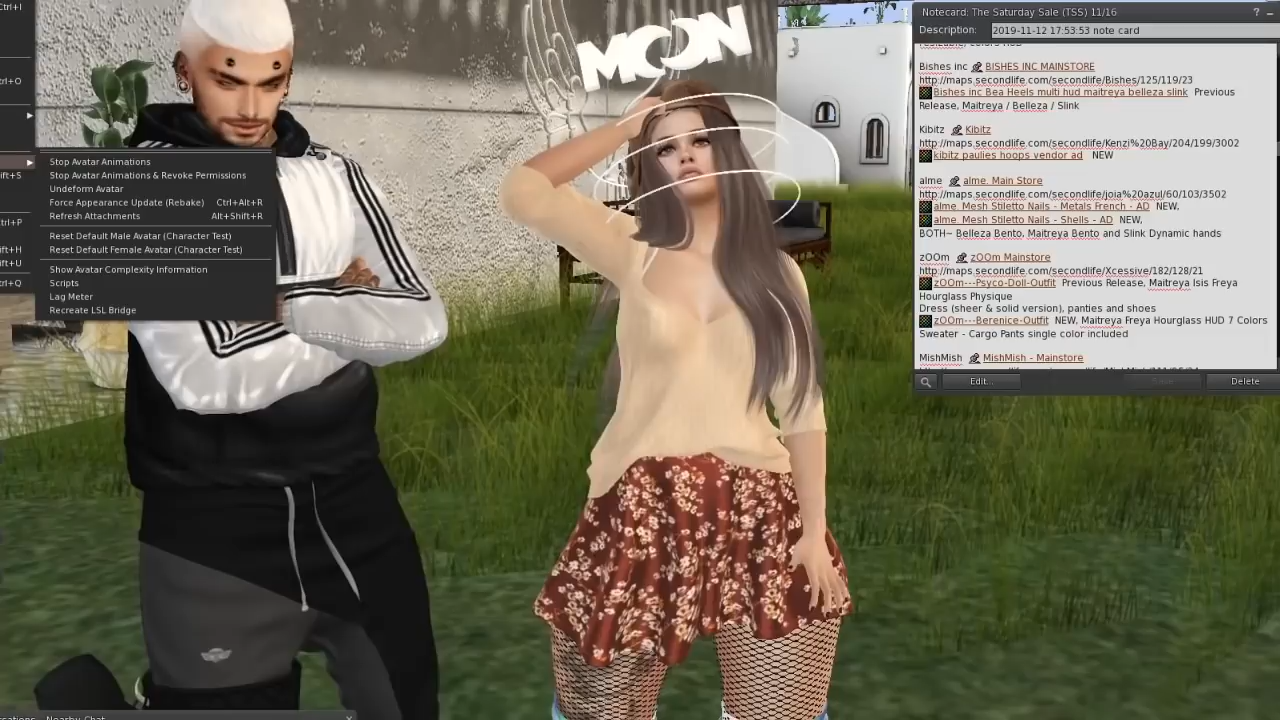 Ctrl+I
Ctrl+O
Stop Avatar Animations
Stop Avatar Animations & Revoke Permissions
Undeform Avatar
Force Appearance Update (Rebake) Ctrl+Alt+R
Refresh Attachments Alt+Shift+R
Reset Default Male Avatar (Character Test)
Reset Default Female Avatar (Character Test)
Show Avatar Complexity Information
Scripts
Lag Meter
Recreate LSL Bridge
ift+S
trl+P
ift+H
ift+U
trl+Q
MOON
Notecard: The Saturday Sale (TSS) 11/16
Description: 2019-11-12 17:53:53 note card
Bishes inc BISHES INC MAINSTORE
http://maps.secondlife.com/secondlife/Bishes/125/119/23
Bishes inc Bea Heels multi hud maitreya belleza slink Previous
Release, Maitreya / Belleza / Slink
Kibitz Kibitz
http://maps.secondlife.com/secondlife/Kenzi%20Bay/204/199/3002
kibitz paulies hoops vendor ad NEW
alme alme. Main Store
http://maps.secondlife.com/secondlife/joia%20azul/60/103/3502
alme. Mesh Stiletto Nails - Metals French - AD NEW,
alme. Mesh Stiletto Nails - Shells - AD NEW,
BOTH~ Belleza Bento, Maitreya Bento and Slink Dynamic hands
zOOm zOOm Mainstore
http://maps.secondlife.com/secondlife/Xcessive/182/128/21
zOOm---Psyco-Doll-Outfit Previous Release, Maitreya Isis Freya
Hourglass Physique
Dress (sheer & solid version), panties and shoes
zOOm---Berenice-Outfit NEW, Maitreya Freya Hourglass HUD 7 Colors
Sweater - Cargo Pants single color included
MishMish MishMish - Mainstore
Edit... Save Delete
Nearby Chat